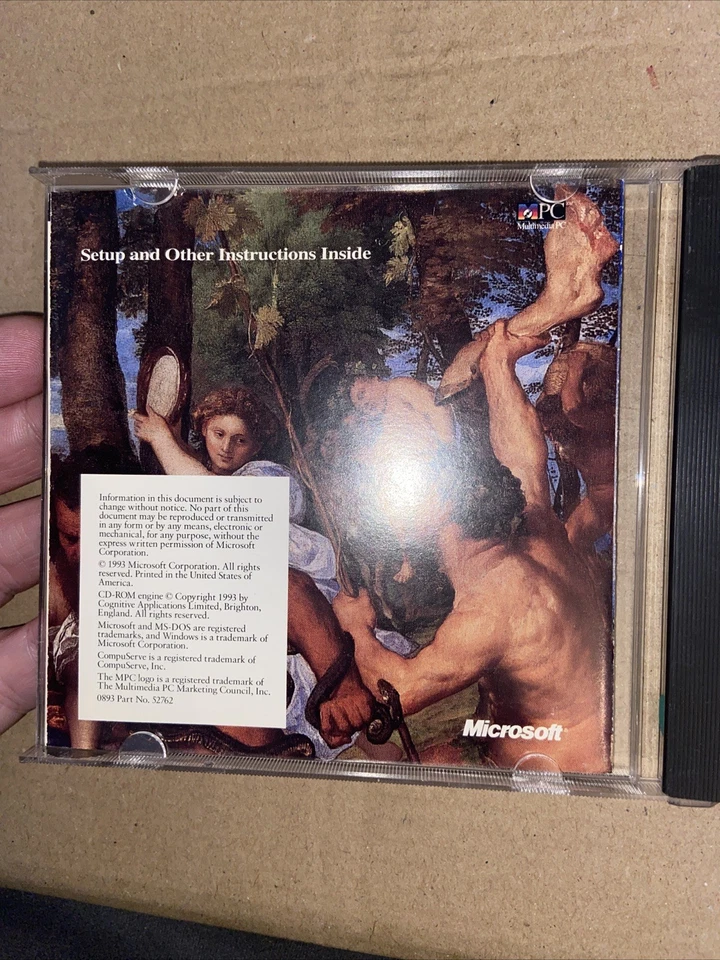 MPC
Multimedia PC
Setup and Other Instructions Inside
Information in this document is subject to
change without notice. No part of this
document may be reproduced or transmitted
in any form or by any means, electronic or
mechanical, for any purpose, without the
express written permission of Microsoft
Corporation.
© 1993 Microsoft Corporation. All rights
reserved. Printed in the United States of
America.
CD-ROM engine © Copyright 1993 by
Cognitive Applications Limited, Brighton,
England. All rights reserved.
Microsoft and MS-DOS are registered
trademarks, and Windows is a trademark of
Microsoft Corporation.
CompuServe is a registered trademark of
CompuServe, Inc.
The MPC logo is a registered trademark of
The Multimedia PC Marketing Council, Inc.
0893 Part No. 52762
Microsoft